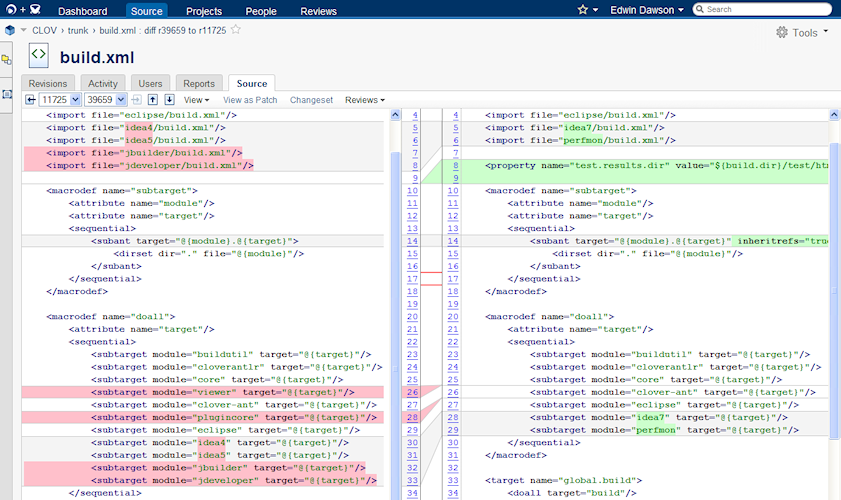 Dashboard Source Projects People Reviews Edwin Dawson Search
CLOV › trunk › build.xml : diff r39659 to r11725 Tools
build.xml
Revisions Activity Users Reports Source
11725 39659 View View as Patch Changeset Reviews
<import file="eclipse/build.xml"/> 4 4 <import file="eclipse/build.xml"/>
<import file="idea4/build.xml"/> 5 5 <import file="idea7/build.xml"/>
<import file="idea5/build.xml"/> 6 6 <import file="perfmon/build.xml"/>
<import file="jbuilder/build.xml"/> 7 7
<import file="jdeveloper/build.xml"/> 8 8 <property name="test.results.dir" value="${build.dir}/test/htm
9 9
<macrodef name="subtarget"> 10 10 <macrodef name="subtarget">
<attribute name="module"/> 11 11 <attribute name="module"/>
<attribute name="target"/> 12 12 <attribute name="target"/>
<sequential> 13 13 <sequential>
<subant target="@{module}.@{target}"> 14 14 <subant target="@{module}.@{target}" inheritrefs="true
<dirset dir="." file="@{module}"/> 15 15 <dirset dir="." file="@{module}"/>
</subant> 16 16 </subant>
</sequential> 17 17 </sequential>
</macrodef> 18 18 </macrodef>
19 19
<macrodef name="doall"> 20 20 <macrodef name="doall">
<attribute name="target"/> 21 21 <attribute name="target"/>
<sequential> 22 22 <sequential>
<subtarget module="buildutil" target="@{target}"/> 23 23 <subtarget module="buildutil" target="@{target}"/>
<subtarget module="cloverantlr" target="@{target}"/> 24 24 <subtarget module="cloverantlr" target="@{target}"/>
<subtarget module="core" target="@{target}"/> 25 25 <subtarget module="core" target="@{target}"/>
<subtarget module="viewer" target="@{target}"/> 26 26 <subtarget module="clover-ant" target="@{target}"/>
<subtarget module="clover-ant" target="@{target}"/> 27 27 <subtarget module="eclipse" target="@{target}"/>
<subtarget module="plugincore" target="@{target}"/> 28 28 <subtarget module="idea7" target="@{target}"/>
<subtarget module="eclipse" target="@{target}"/> 29 29 <subtarget module="perfmon" target="@{target}"/>
<subtarget module="idea4" target="@{target}"/> 30 30 </sequential>
<subtarget module="idea5" target="@{target}"/> 31 31 </macrodef>
<subtarget module="jbuilder" target="@{target}"/> 32 32
<subtarget module="jdeveloper" target="@{target}"/> 33 33 <target name="global.build">
</sequential> 34 34 <doall target="build"/>